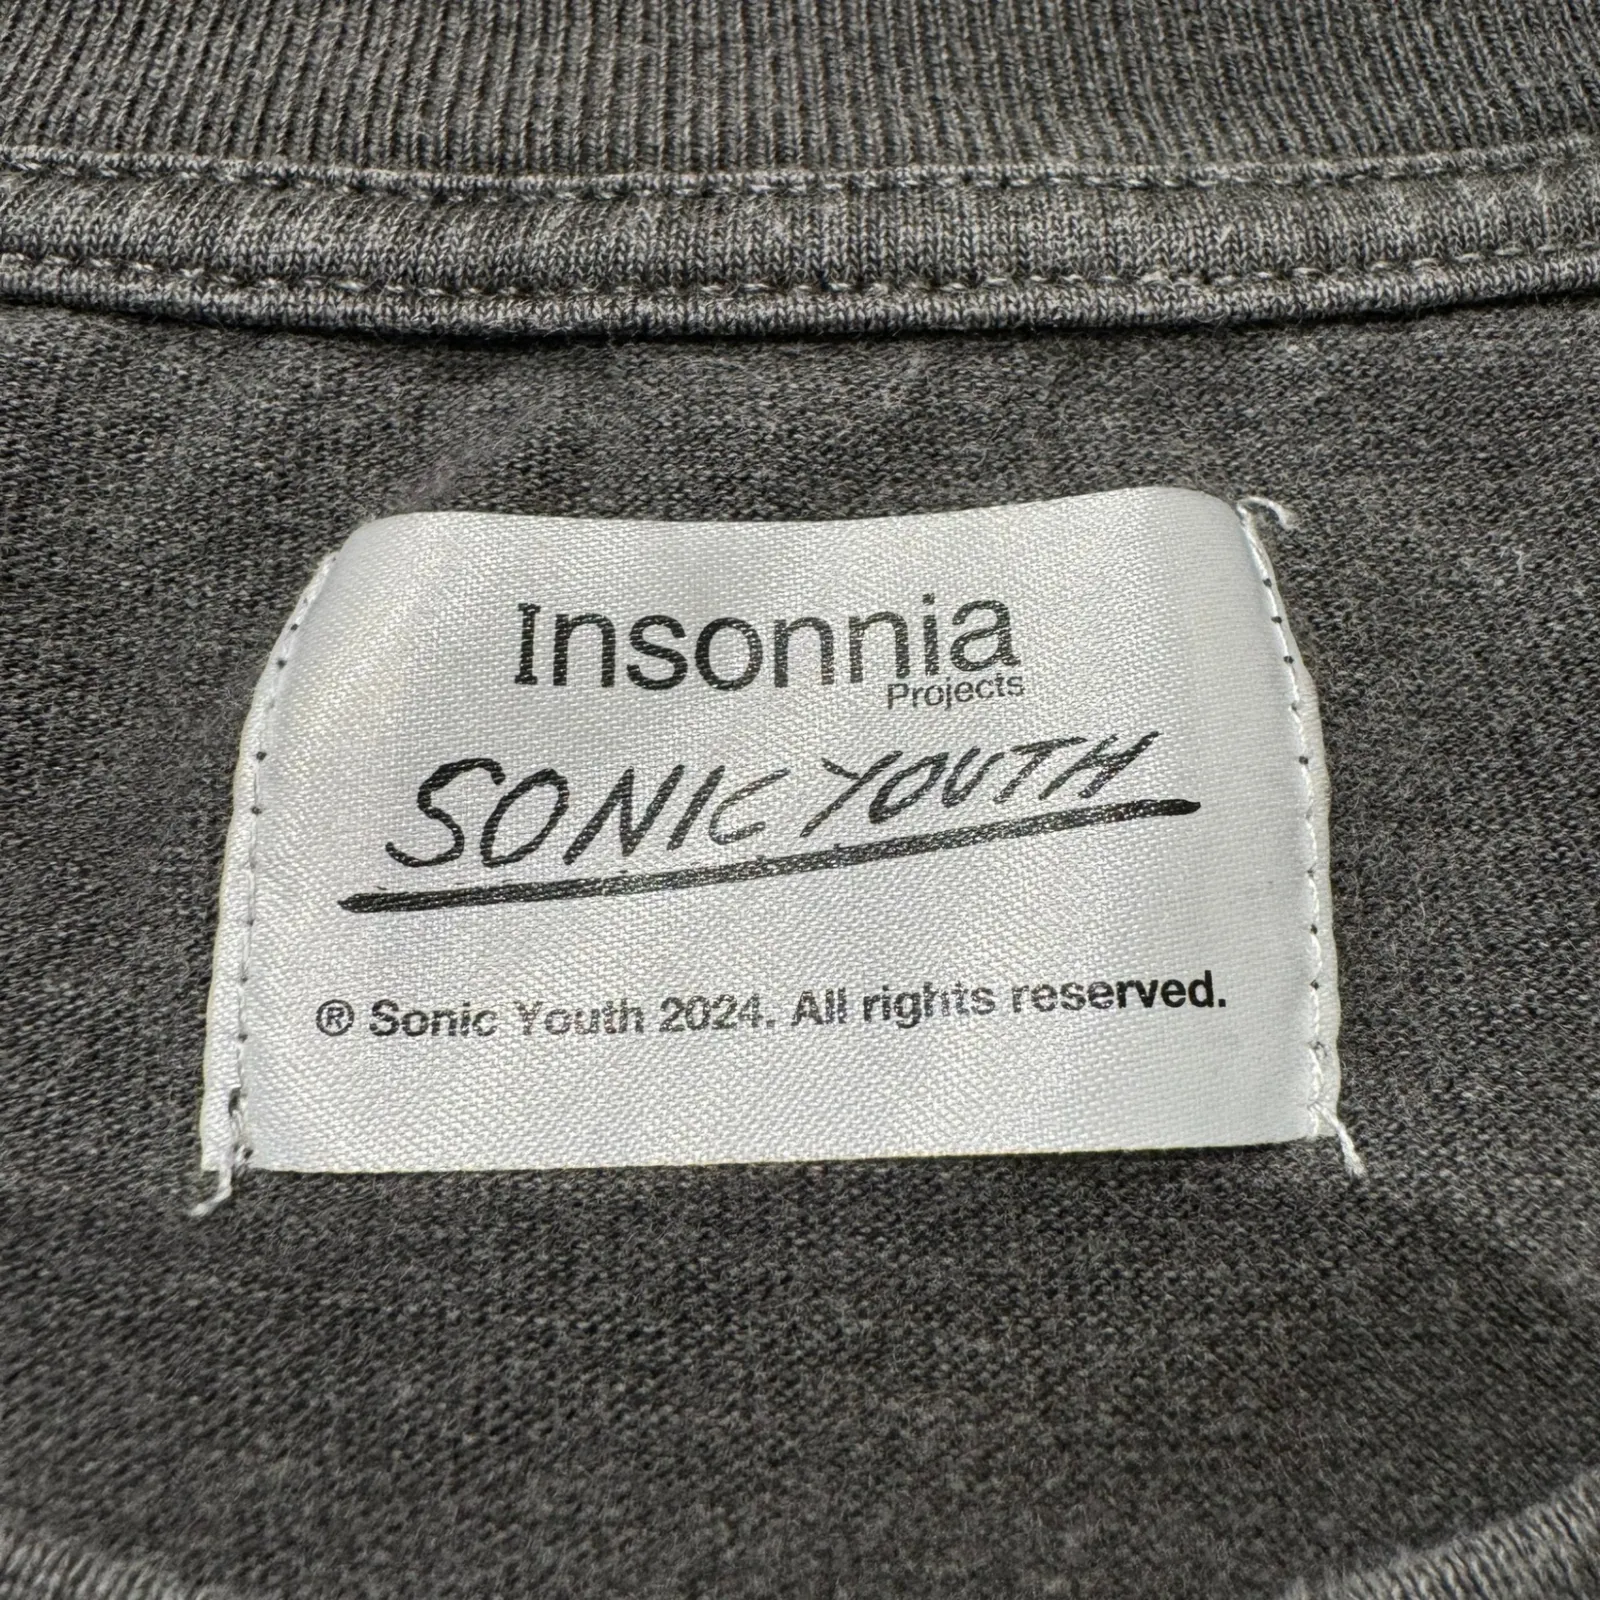 Insonnia
Projects
SONIC YOUTH
® Sonic Youth 2024. All rights reserved.